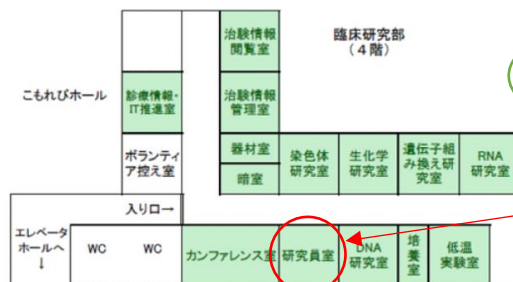 治験情報
閲覧室
臨床研究部
（４階）
こもれびホール
診療情報・
IT推進室
治験情報
管理室
ボランティ
ア控え室
器材室
暗室
染色体
研究室
生化学
研究室
遺伝子組
み換え研
究室
RNA
研究室
入り口→
エレベータ
ホールへ
↓
WC
WC
カンファレンス室
研究員室
DNA
研究室
培
養
室
低温
実験室